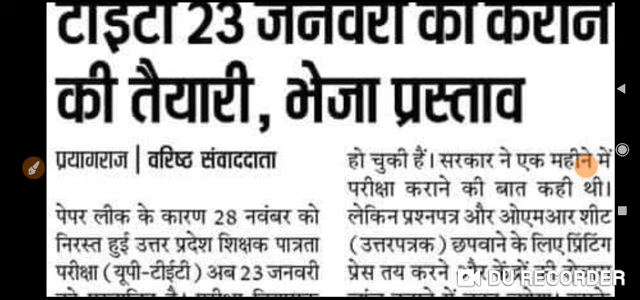 टीईटी 23 जनवरी को कराने
की तैयारी, भेजा प्रस्ताव
प्रयागराज | वरिष्ठ संवाददाता
पेपर लीक के कारण 28 नवंबर को
निरस्त हुई उत्तर प्रदेश शिक्षक पात्रता
परीक्षा (यूपी-टीईटी) अब 23 जनवरी
हो चुकी हैं। सरकार ने एक महीने में
परीक्षा कराने की बात कही थी।
लेकिन प्रश्नपत्र और ओएमआर शीट
(उत्तरपत्रक) छपवाने के लिए प्रिंटिंग
प्रेस तय करने
DU RECORDER